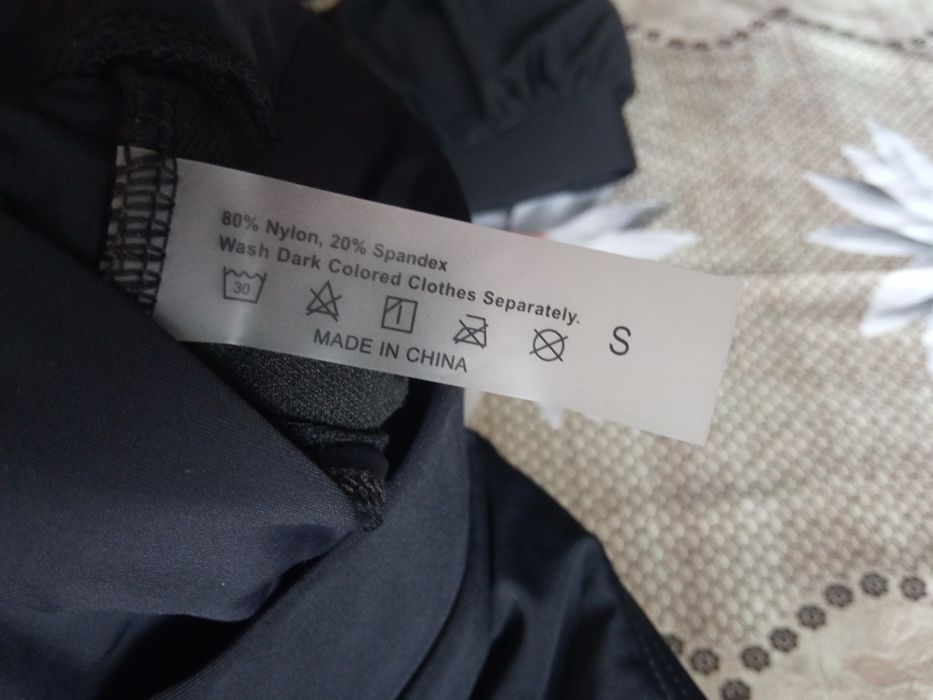 80% Nylon, 20% Spandex
Wash Dark Colored Clothes Separately.
30
S
MADE IN CHINA